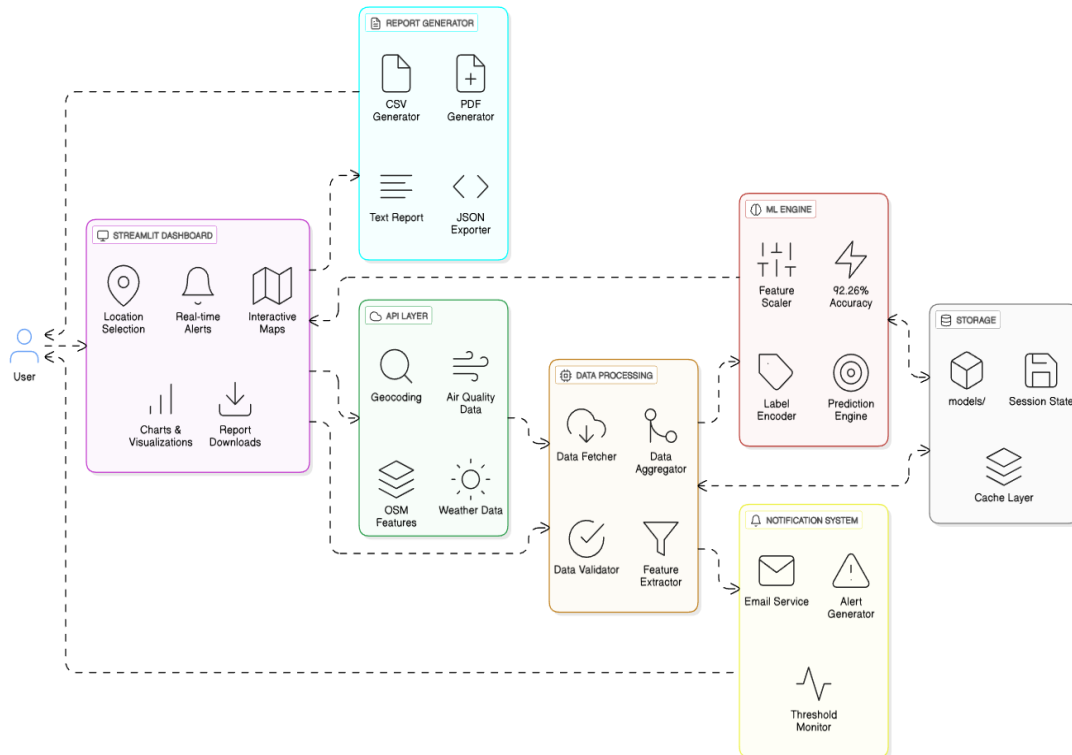 REPORT GENERATOR
CSV
Generator
PDF
Generator
Text Report
JSON
Exporter
STREAMLIT DASHBOARD
Location
Selection
Real-time
Alerts
Interactive
Maps
Charts &
Visualizations
Report
Downloads
User
API LAYER
Geocoding
Air Quality
Data
OSM
Features
Weather Data
DATA PROCESSING
Data Fetcher
Data
Aggregator
Data Validator
Feature
Extractor
ML ENGINE
Feature
Scaler
92.26%
Accuracy
Label
Encoder
Prediction
Engine
STORAGE
models/
Session State
Cache Layer
NOTIFICATION SYSTEM
Email Service
Alert
Generator
Threshold
Monitor